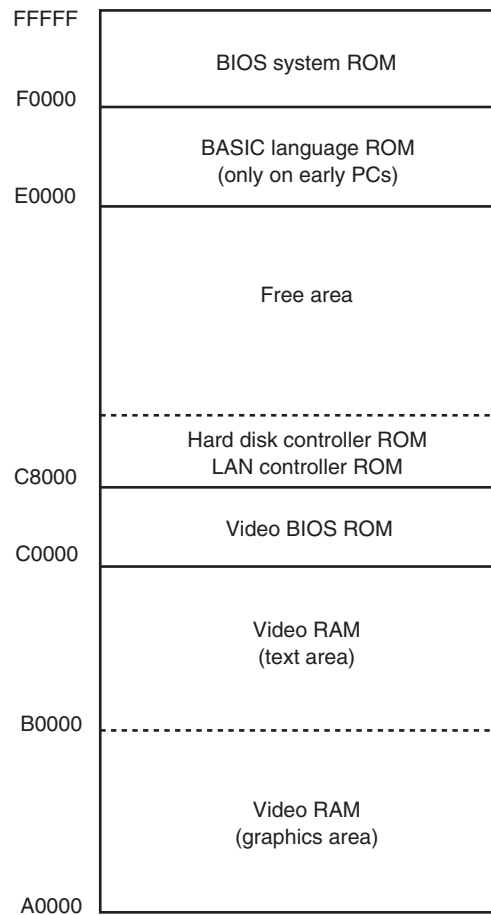 FFFFF
BIOS system ROM
F0000
BASIC language ROM
(only on early PCs)
E0000
Free area
Hard disk controller ROM
LAN controller ROM
C8000
Video BIOS ROM
C0000
Video RAM
(text area)
B0000
Video RAM
(graphics area)
A0000